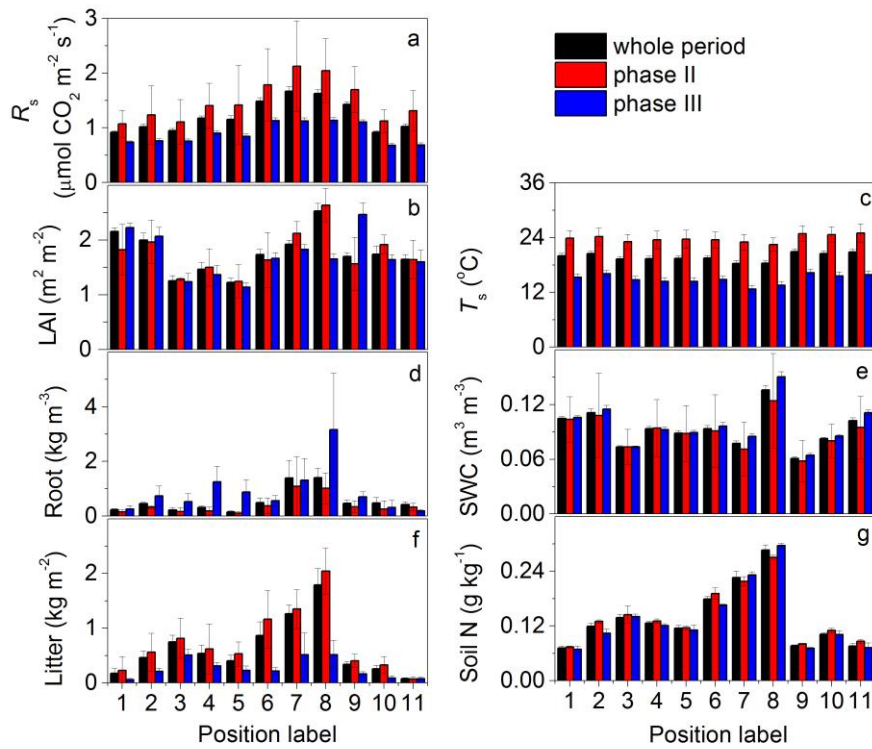 whole period
phase II
phase III
a
R_s
(μmol CO₂ m⁻² s⁻¹)
3
2
1
0
b
LAI (m² m⁻²)
2
1
0
c
T_s (°C)
36
24
12
0
d
Root (kg m⁻³)
4
2
0
e
SWC (m³ m⁻³)
0.12
0.06
0.00
f
Litter (kg m⁻²)
2
1
0
1 2 3 4 5 6 7 8 9 10 11
Position label
g
Soil N (g kg⁻¹)
0.24
0.12
0.00
1 2 3 4 5 6 7 8 9 10 11
Position label